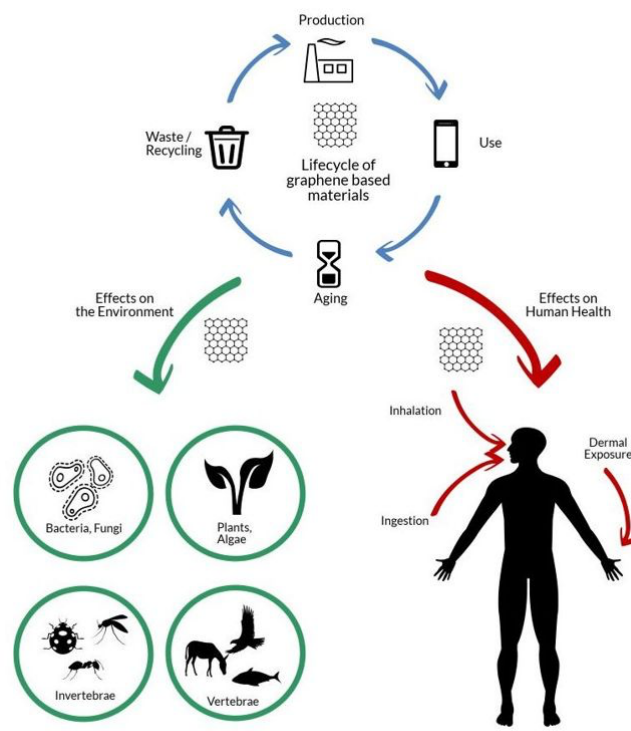 Production
Waste /
Recycling
Use
Lifecycle of
graphene based
materials
Aging
Effects on
the Environment
Effects on
Human Health
Inhalation
Dermal
Exposure
Ingestion
Bacteria, Fungi
Plants,
Algae
Invertebrae
Vertebrae